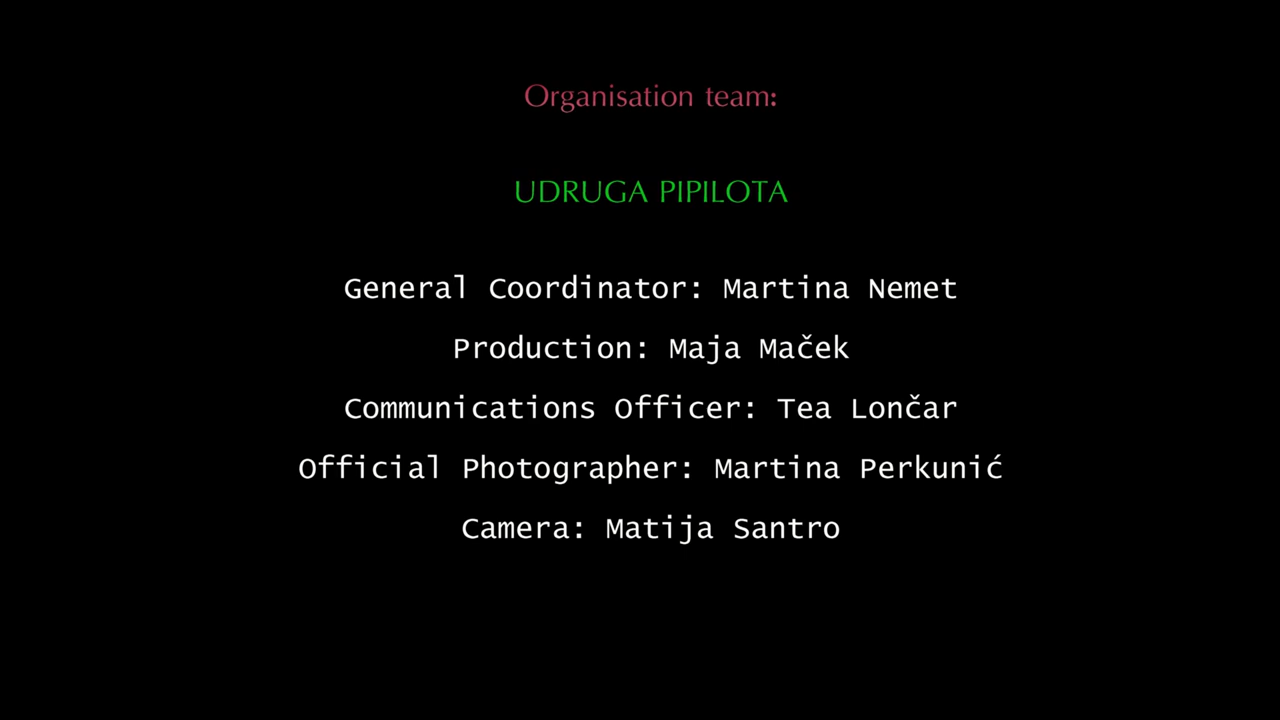 Organisation team:
UDRUGA PIPILOTA
General Coordinator: Martina Nemet
Production: Maja Maček
Communications Officer: Tea Lončar
Official Photographer: Martina Perkunić
Camera: Matija Santro